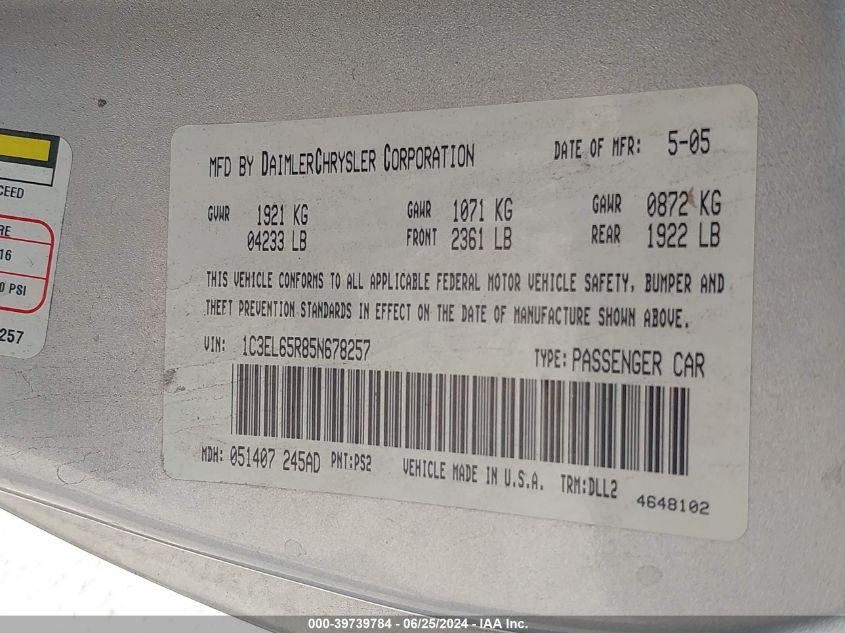 MFD BY DAIMLERCHRYSLER CORPORATION DATE OF MFR: 5-05
GVWR 1921 KG GAWR 1071 KG GAWR 0872 KG
04233 LB FRONT 2361 LB REAR 1922 LB
THIS VEHICLE CONFORMS TO ALL APPLICABLE FEDERAL MOTOR VEHICLE SAFETY, BUMPER AND
THEFT PREVENTION STANDARDS IN EFFECT ON THE DATE OF MANUFACTURE SHOWN ABOVE.
VIN: 1C3EL65R85N678257 TYPE: PASSENGER CAR
MDH: 051407 245AD PNT:PS2 VEHICLE MADE IN U.S.A. TRM:DLL2
4648102
CEED
RE
16
0 PSI
257
000-39739784 - 06/25/2024 - IAA Inc.